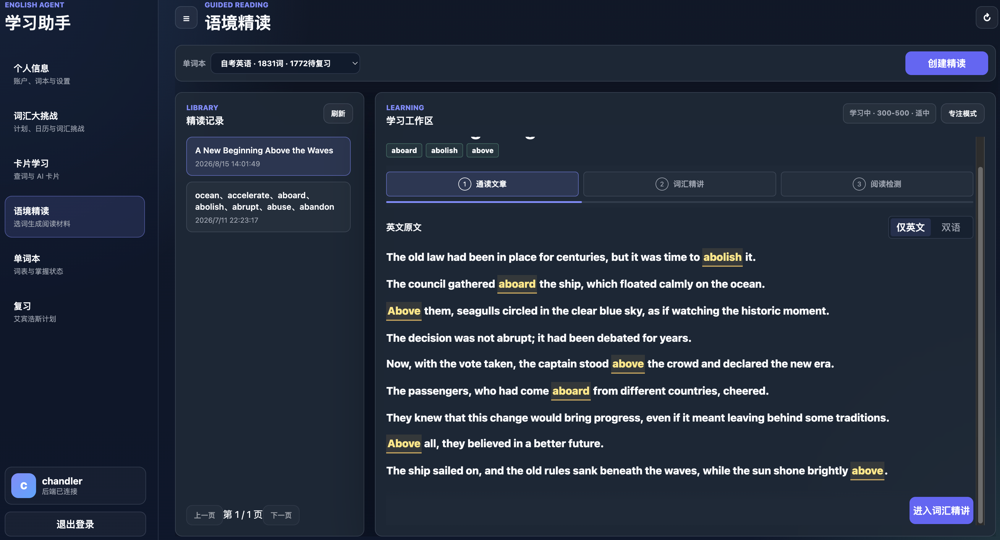 ENGLISH AGENT
学习助手
个人信息
账户、词本与设置
词汇大挑战
计划、日历与词汇挑战
卡片学习
查词与 AI 卡片
语境精读
选词生成阅读材料
单词本
词表与掌握状态
复习
艾宾浩斯计划
C
chandler
后端已连接
退出登录
GUIDED READING
语境精读
单词本
自考英语 · 1831词 · 1772待复习
创建精读
LIBRARY
精读记录
刷新
A New Beginning Above the Waves
2026/8/15 14:01:49
ocean、accelerate、aboard、
abolish、abrupt、abuse、abandon
2026/7/11 22:23:17
上一页 第 1 / 1 页 下一页
LEARNING
学习工作区
学习中 · 300-500 · 适中
专注模式
aboard abolish above
1 通读文章
2 词汇精讲
3 阅读检测
英文原文
仅英文 双语
The old law had been in place for centuries, but it was time to abolish it.
The council gathered aboard the ship, which floated calmly on the ocean.
Above them, seagulls circled in the clear blue sky, as if watching the historic moment.
The decision was not abrupt; it had been debated for years.
Now, with the vote taken, the captain stood above the crowd and declared the new era.
The passengers, who had come aboard from different countries, cheered.
They knew that this change would bring progress, even if it meant leaving behind some traditions.
Above all, they believed in a better future.
The ship sailed on, and the old rules sank beneath the waves, while the sun shone brightly above.
进入词汇精讲